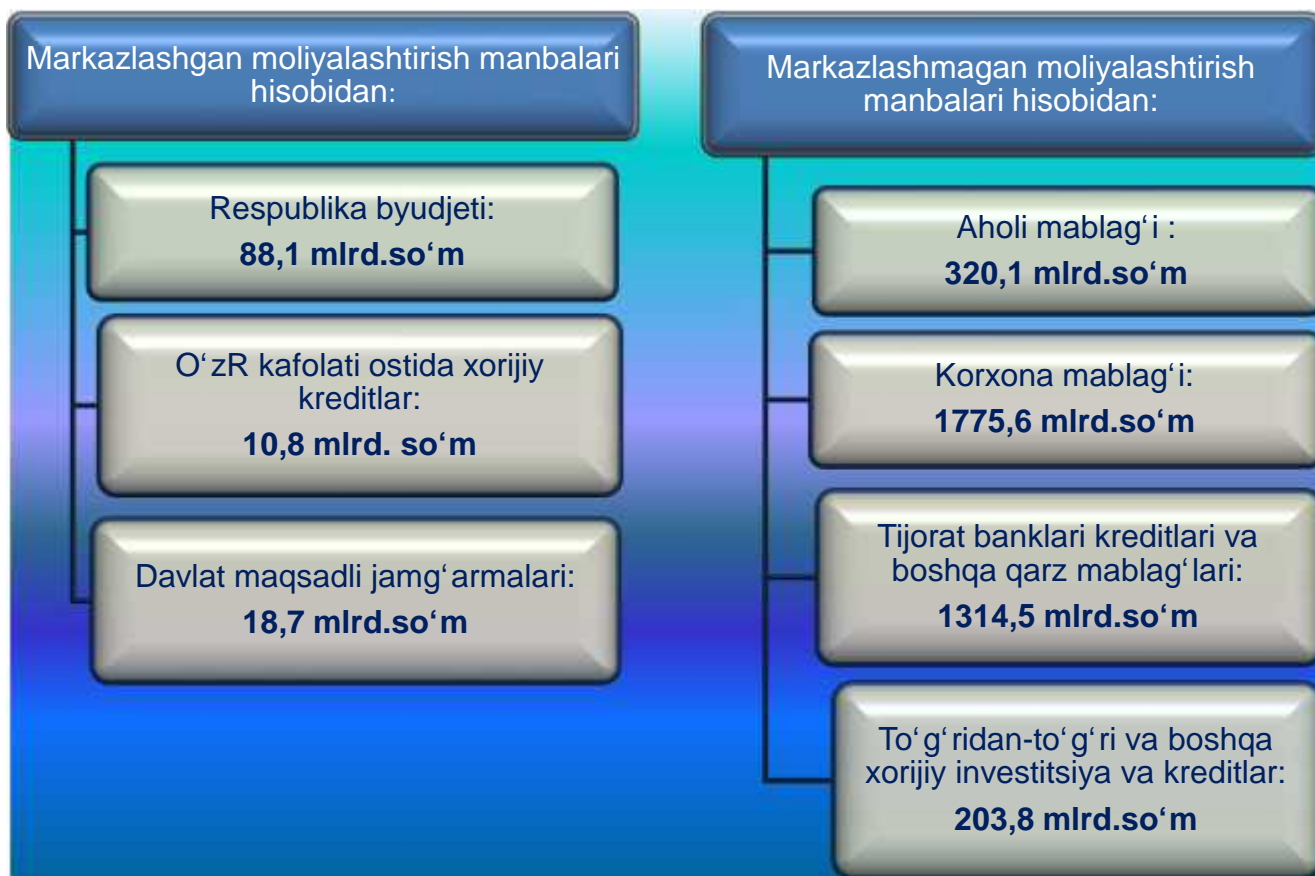 Markazlashgan moliyalashtirish manbalari
hisobidan:
Respublika byudjeti:
88,1 mlrd.so‘m
O‘zR kafolati ostida xorijiy
kreditlar:
10,8 mlrd. so‘m
Davlat maqsadli jamg‘armalari:
18,7 mlrd.so‘m
Markazlashmagan moliyalashtirish
manbalari hisobidan:
Aholi mablag‘i :
320,1 mlrd.so‘m
Korxona mablag‘i:
1775,6 mlrd.so‘m
Tijorat banklari kreditlari va
boshqa qarz mablag‘lari:
1314,5 mlrd.so‘m
To‘g‘ridan-to‘g‘ri va boshqa
xorijiy investitsiya va kreditlar:
203,8 mlrd.so‘m